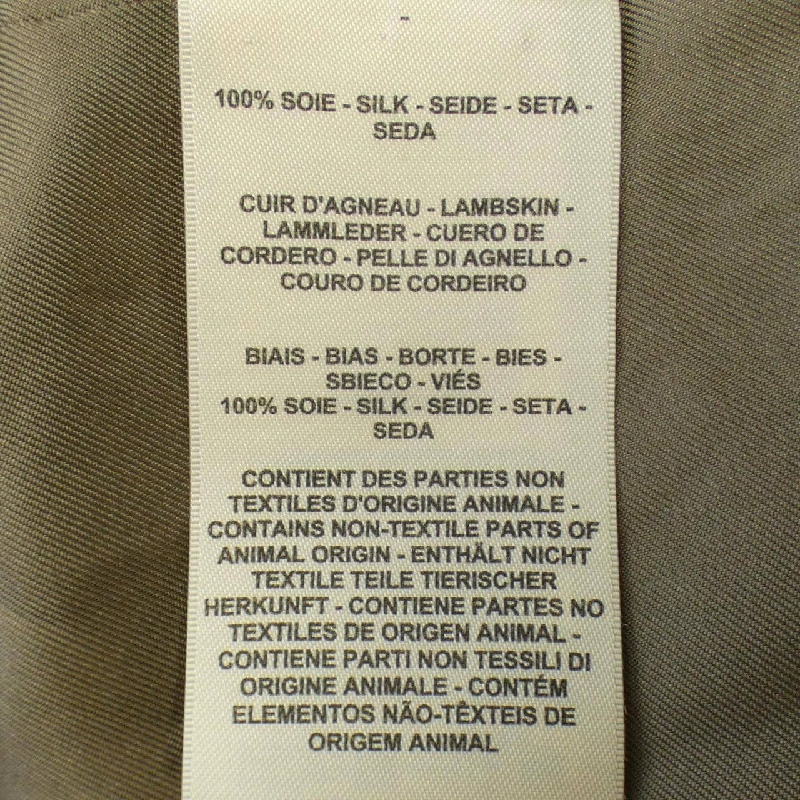 100% SOIE - SILK - SEIDE - SETA -
SEDA
CUIR D'AGNEAU - LAMBSKIN -
LAMMLEDER - CUERO DE
CORDERO - PELLE DI AGNELLO -
COURO DE CORDEIRO
BIAIS - BIAS - BORTE - BIES -
SBIECO - VIÉS
100% SOIE - SILK - SEIDE - SETA -
SEDA
CONTIENT DES PARTIES NON
TEXTILES D'ORIGINE ANIMALE -
CONTAINS NON-TEXTILE PARTS OF
ANIMAL ORIGIN - ENTHÄLT NICHT
TEXTILE TEILE TIERISCHER
HERKUNFT - CONTIENE PARTES NO
TEXTILES DE ORIGEN ANIMAL -
CONTIENE PARTI NON TESSILI DI
ORIGINE ANIMALE - CONTÉM
ELEMENTOS NÃO-TÊXTEIS DE
ORIGEM ANIMAL